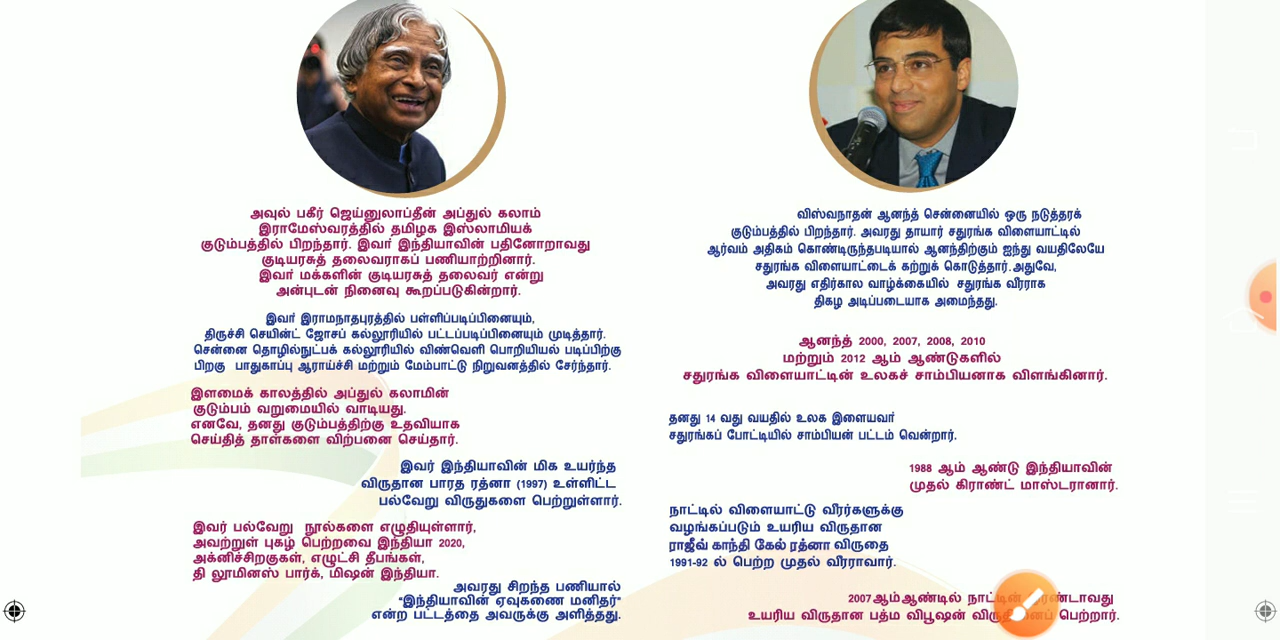 அவுல் பகீர் ஜெய்னுலாப்தீன் அப்துல் கலாம்
இராமேஸ்வரத்தில் தமிழக இஸ்லாமியக்
குடும்பத்தில் பிறந்தார். இவர் இந்தியாவின் பதினோறாவது
குடியரசுத் தலைவராகப் பணியாற்றினார்.
இவர் மக்களின் குடியரசுத் தலைவர் என்று
அன்புடன் நினைவு கூறப்படுகின்றார்.
இவர் இராமநாதபுரத்தில் பள்ளிப்படிப்பினையும்,
திருச்சி செயின்ட் ஜோசப் கல்லூரியில் பட்டப்படிப்பினையும் முடித்தார்.
சென்னை தொழில்நுட்பக் கல்லூரியில் விண்வெளி பொறியியல் படிப்பிற்கு
பிறகு பாதுகாப்பு ஆராய்ச்சி மற்றும் மேம்பாட்டு நிறுவனத்தில் சேர்ந்தார்.
இளமைக் காலத்தில் அப்துல் கலாமின்
குடும்பம் வறுமையில் வாடியது.
எனவே, தனது குடும்பத்திற்கு உதவியாக
செய்தித் தாள்களை விற்பனை செய்தார்.
இவர் இந்தியாவின் மிக உயர்ந்த
விருதான பாரத ரத்னா (1997) உள்ளிட்ட
பல்வேறு விருதுகளை பெற்றுள்ளார்.
இவர் பல்வேறு நூல்களை எழுதியுள்ளார்,
அவற்றுள் புகழ் பெற்றவை இந்தியா 2020,
அக்னிச்சிறகுகள், எழுட்சி தீபங்கள்,
தி லூமினஸ் பார்க், மிஷன் இந்தியா.
அவரது சிறந்த பணியால்
"இந்தியாவின் ஏவுகணை மனிதர்"
என்ற பட்டத்தை அவருக்கு அளித்தது.
விஸ்வநாதன் ஆனந்த் சென்னையில் ஒரு நடுத்தரக்
குடும்பத்தில் பிறந்தார். அவரது தாயார் சதுரங்க விளையாட்டில்
ஆர்வம் அதிகம் கொண்டிருந்தபடியால் ஆனந்திற்கும் ஐந்து வயதிலேயே
சதுரங்க விளையாட்டைக் கற்றுக் கொடுத்தார்.அதுவே,
அவரது எதிர்கால வாழ்க்கையில் சதுரங்க வீரராக
திகழ அடிப்படையாக அமைந்தது.
ஆனந்த் 2000, 2007, 2008, 2010
மற்றும் 2012 ஆம் ஆண்டுகளில்
சதுரங்க விளையாட்டின் உலகச் சாம்பியனாக விளங்கினார்.
தனது 14 வது வயதில் உலக இளையவர்
சதுரங்கப் போட்டியில் சாம்பியன் பட்டம் வென்றார்.
1988 ஆம் ஆண்டு இந்தியாவின்
முதல் கிராண்ட் மாஸ்டரானார்.
நாட்டில் விளையாட்டு வீரர்களுக்கு
வழங்கப்படும் உயரிய விருதான
ராஜீவ் காந்தி கேல் ரத்னா விருதை
1991-92 ல் பெற்ற முதல் வீரராவார்.
2007ஆம்ஆண்டில்
உயரிய விருதான பத்ம விபூஷன் பெற்றார்.